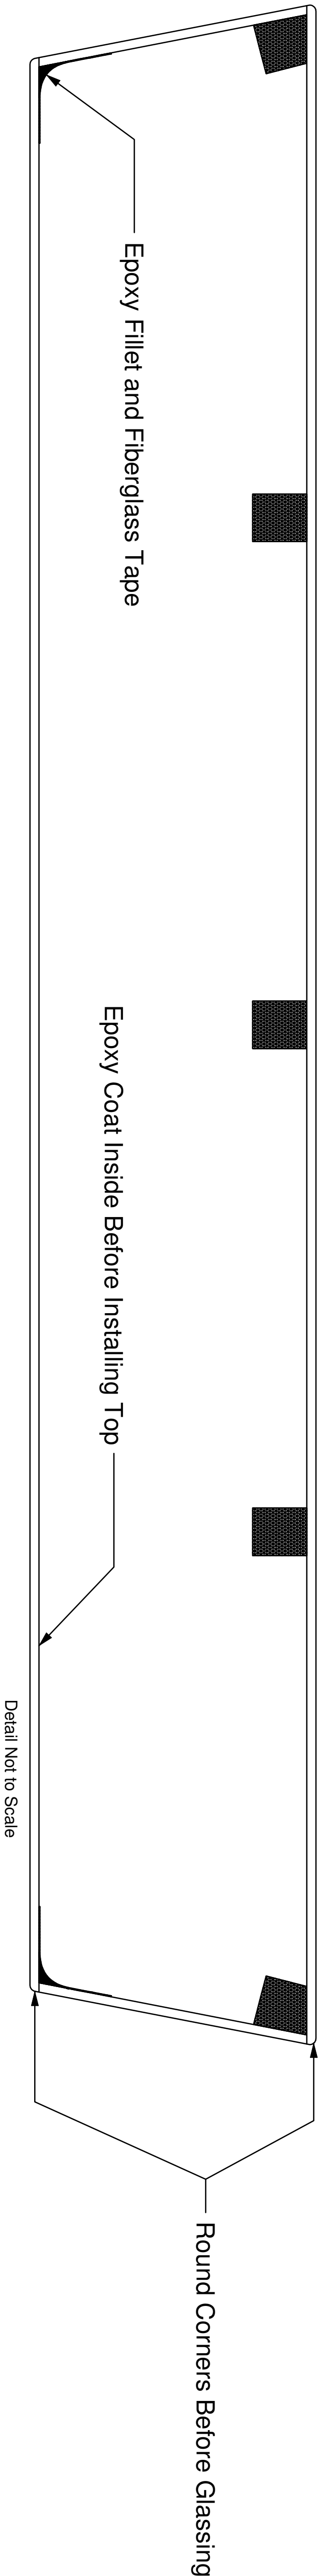 Epoxy Fillet and Fiberglass Tape
Epoxy Coat Inside Before Installing Top
Detail Not to Scale
Round Corners Before Glassing